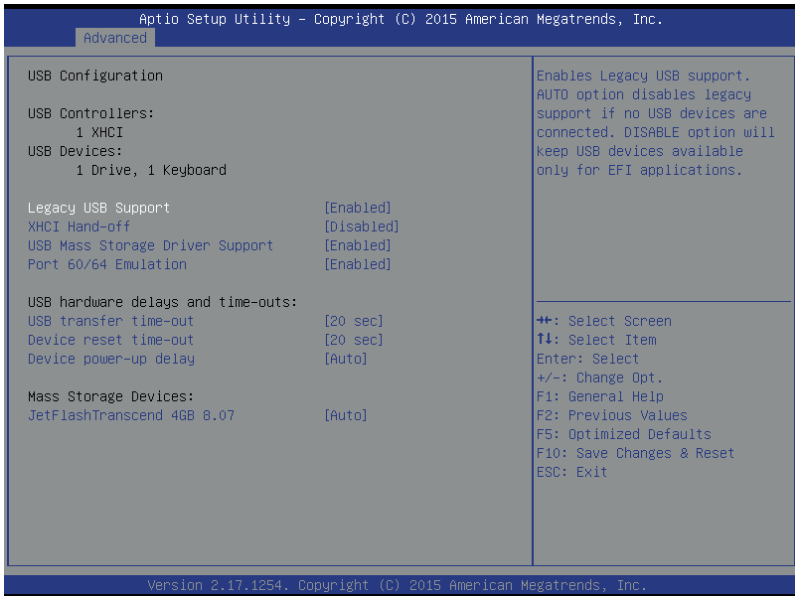 Aptio Setup Utility – Copyright (C) 2015 American Megatrends, Inc.
Advanced
USB Configuration
USB Controllers:
1 XHCI
USB Devices:
1 Drive, 1 Keyboard
Legacy USB Support [Enabled]
XHCI Hand-off [Disabled]
USB Mass Storage Driver Support [Enabled]
Port 60/64 Emulation [Enabled]
USB hardware delays and time-outs:
USB transfer time-out [20 sec]
Device reset time-out [20 sec]
Device power-up delay [Auto]
Mass Storage Devices:
JetFlashTranscend 4GB 8.07 [Auto]
Enables Legacy USB support.
AUTO option disables legacy
support if no USB devices are
connected. DISABLE option will
keep USB devices available
only for EFI applications.
→←: Select Screen
↑↓: Select Item
Enter: Select
+/-: Change Opt.
F1: General Help
F2: Previous Values
F5: Optimized Defaults
F10: Save Changes & Reset
ESC: Exit
Version 2.17.1254. Copyright (C) 2015 American Megatrends, Inc.